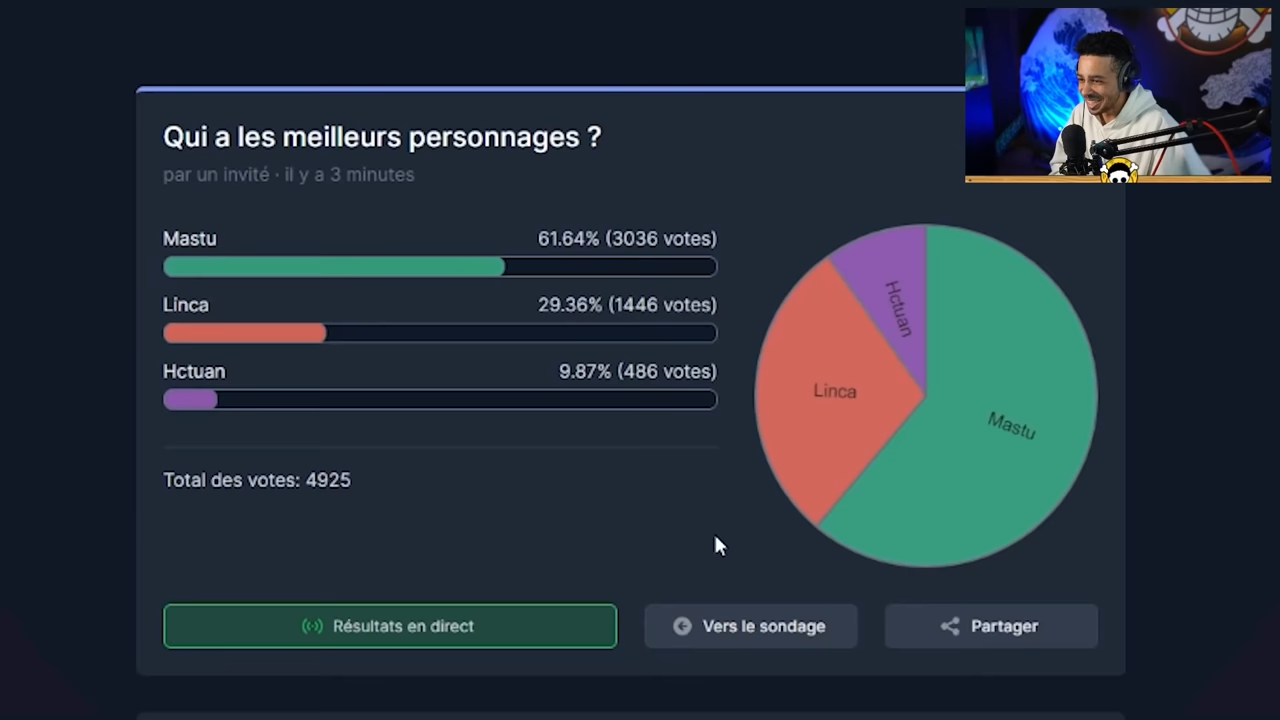 Qui a les meilleurs personnages ?
par un invité · il y a 3 minutes
Mastu 61.64% (3036 votes)
Linca 29.36% (1446 votes)
Hctuan 9.87% (486 votes)
Total des votes: 4925
Hctuan
Linca
Mastu
Résultats en direct
Vers le sondage
Partager